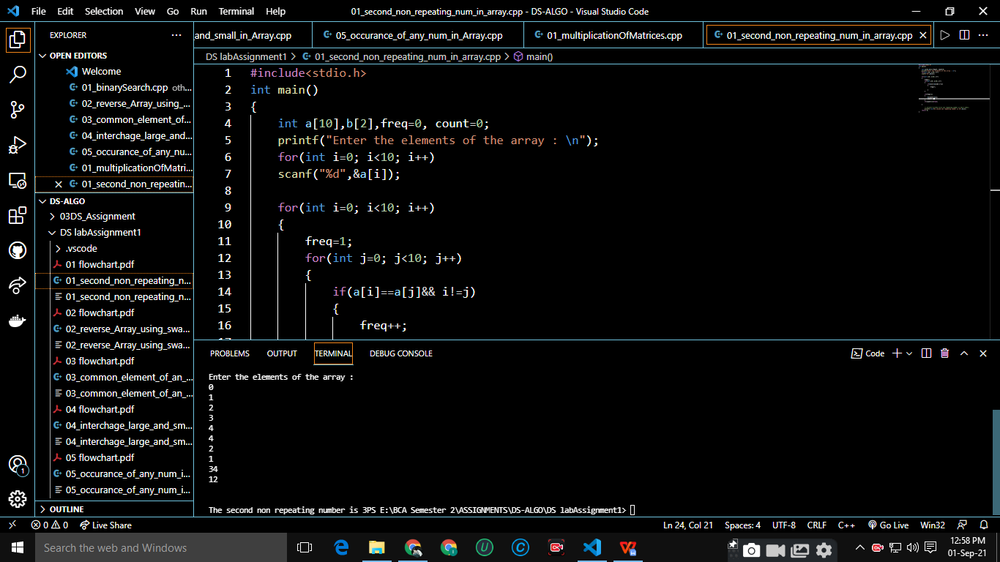 File Edit Selection View Go Run Terminal Help
01_second_non_repeating_num_in_array.cpp - DS-ALGO - Visual Studio Code
EXPLORER
and_small_in_Array.cpp
05_occurance_of_any_num_in_Array.cpp
01_multiplicationOfMatrices.cpp
01_second_non_repeating_num_in_array.cpp
DS labAssignment1 > 01_second_non_repeating_num_in_array.cpp > main()
OPEN EDITORS
Welcome
01_binarySearch.cpp oth...
02_reverse_Array_using_...
03_common_element_of...
04_interchage_large_and...
05_occurance_of_any_nu...
01_multiplicationOfMatri...
01_second_non_repeatin...
DS-ALGO
03DS_Assignment
DS labAssignment1
.vscode
01 flowchart.pdf
01_second_non_repeating_n...
01_second_non_repeating_n...
02 flowchart.pdf
02_reverse_Array_using_swa...
02_reverse_Array_using_swa...
03 flowchart.pdf
03_common_element_of_an_...
03_common_element_of_an_...
04 flowchart.pdf
04_interchage_large_and_sm...
04_interchage_large_and_sm...
05 flowchart.pdf
05_occurance_of_any_num_i...
05_occurance_of_any_num_i...
OUTLINE
1 #include<stdio.h>
2 int main()
3 {
4 int a[10],b[2],freq=0, count=0;
5 printf("Enter the elements of the array : \n");
6 for(int i=0; i<10; i++)
7 scanf("%d",&a[i]);
8
9 for(int i=0; i<10; i++)
10 {
11 freq=1;
12 for(int j=0; j<10; j++)
13 {
14 if(a[i]==a[j]&& i!=j)
15 {
16 freq++;
PROBLEMS OUTPUT TERMINAL DEBUG CONSOLE
Code
Enter the elements of the array :
0
1
2
3
4
4
2
1
34
12
The second non repeating number is 3PS E:\BCA Semester 2\ASSIGNMENTS\DS-ALGO\DS labAssignment1>
1
0 0 Live Share
Ln 24, Col 21 Spaces: 4 UTF-8 CRLF C++ Go Live Win32
Search the web and Windows
12:58 PM
01-Sep-21